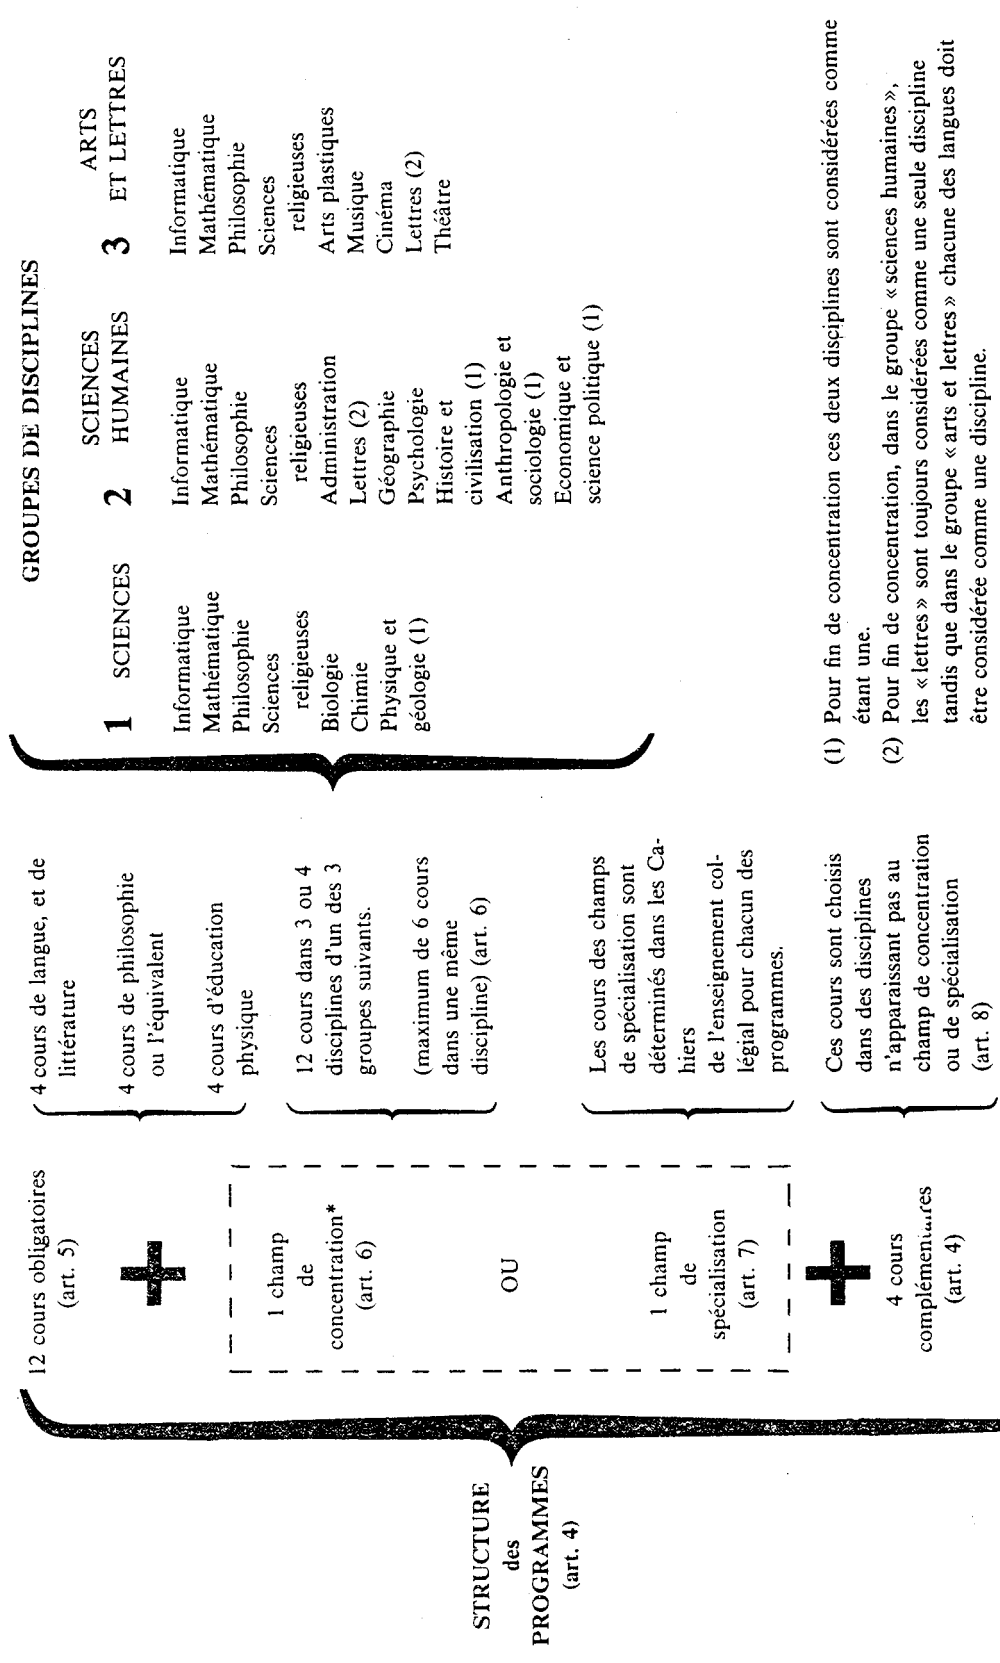 STRUCTURE
des
PROGRAMMES
(art. 4)
12 cours obligatoires
(art. 5)
+
1 champ
de
concentration*
(art. 6)
OU
1 champ
de
spécialisation
(art. 7)
+
4 cours
complémentaires
(art. 4)
4 cours de langue, et de
littérature
4 cours de philosophie
ou l'équivalent
4 cours d'éducation
physique
12 cours dans 3 ou 4
disciplines d'un des 3
groupes suivants.
(maximum de 6 cours
dans une même
discipline) (art. 6)
Les cours des champs
de spécialisation sont
déterminés dans les Ca-
hiers
de l'enseignement col-
légial pour chacun des
programmes.
Ces cours sont choisis
dans des disciplines
n'apparaissant pas au
champ de concentration
ou de spécialisation
(art. 8)
GROUPES DE DISCIPLINES
1 SCIENCES
Informatique
Mathématique
Philosophie
Sciences
religieuses
Biologie
Chimie
Physique et
géologie (1)
SCIENCES
2 HUMAINES
Informatique
Mathématique
Philosophie
Sciences
religieuses
Administration
Lettres (2)
Géographie
Psychologie
Histoire et
civilisation (1)
Anthropologie et
sociologie (1)
Economique et
science politique (1)
ARTS
3 ET LETTRES
Informatique
Mathématique
Philosophie
Sciences
religieuses
Arts plastiques
Musique
Cinéma
Lettres (2)
Théâtre
(1) Pour fin de concentration ces deux disciplines sont considérées comme
étant une.
(2) Pour fin de concentration, dans le groupe « sciences humaines »,
les « lettres » sont toujours considérées comme une seule discipline
tandis que dans le groupe « arts et lettres » chacune des langues doit
être considérée comme une discipline.